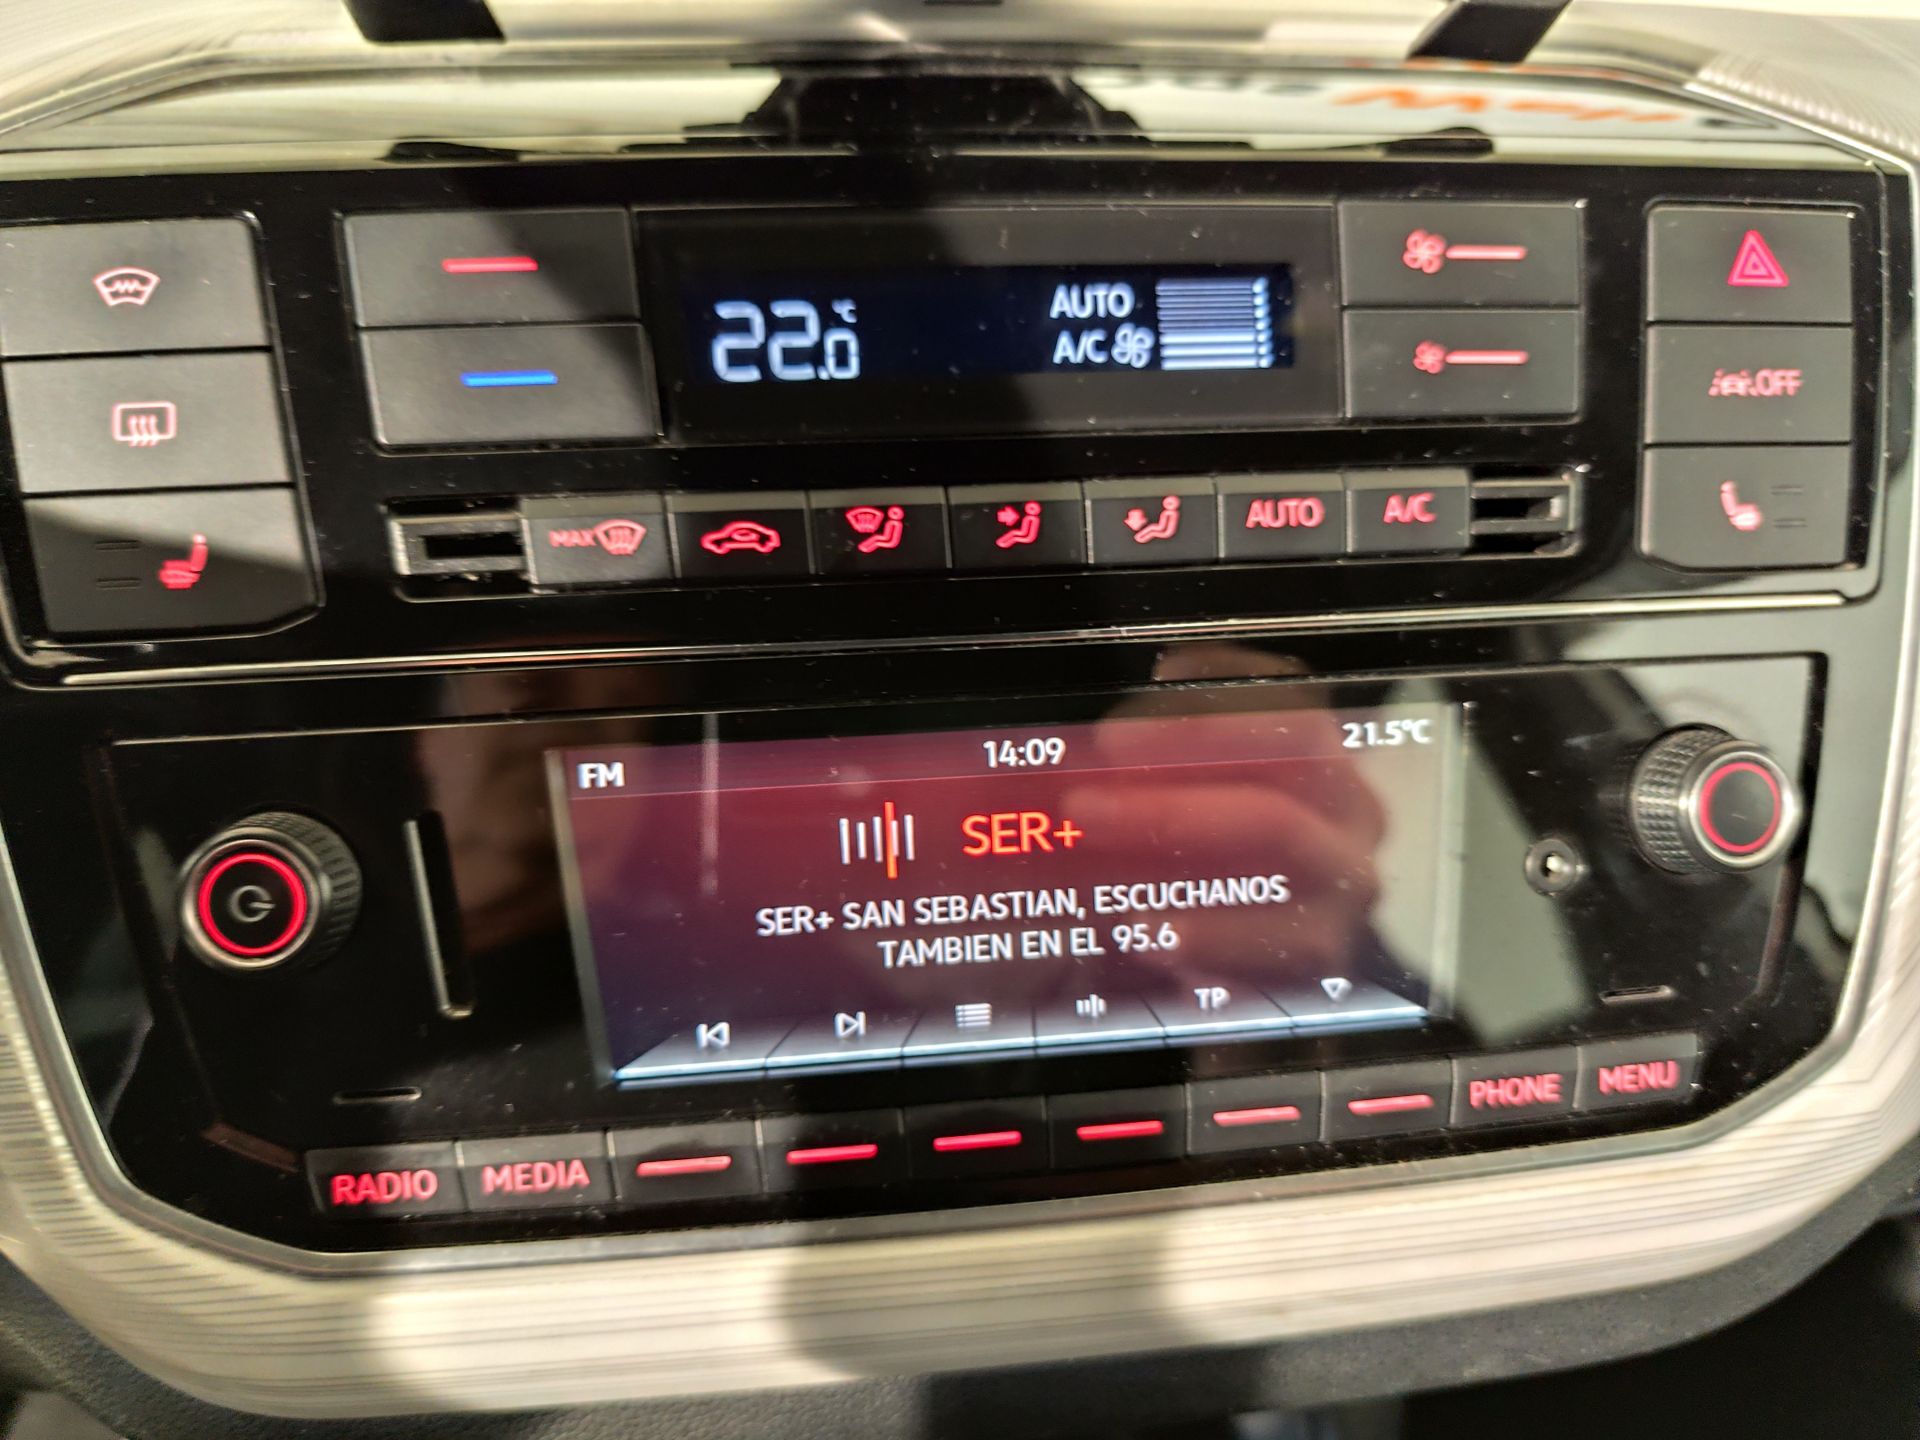 22.0 °C
AUTO
A/C
OFF
MAX
AUTO
A/C
FM
14:09
21.5°C
SER+
SER+ SAN SEBASTIAN, ESCUCHANOS
TAMBIEN EN EL 95.6
TP
RADIO
MEDIA
PHONE
MENU